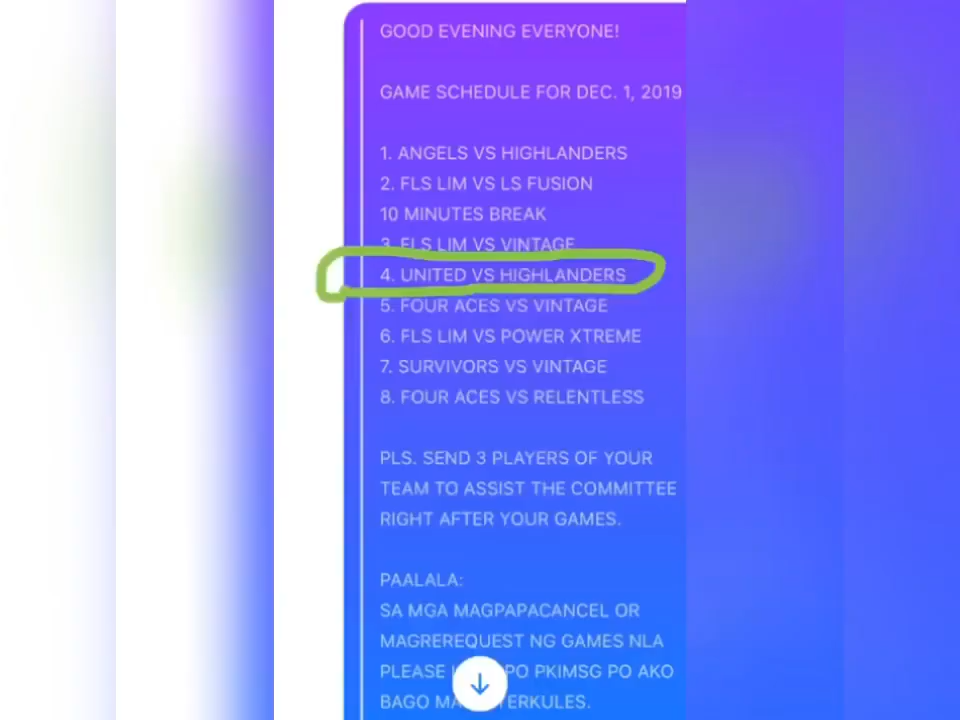 GOOD EVENING EVERYONE!
GAME SCHEDULE FOR DEC. 1, 2019
1. ANGELS VS HIGHLANDERS
2. FLS LIM VS LS FUSION
10 MINUTES BREAK
3. FLS LIM VS VINTAGE
4. UNITED VS HIGHLANDERS
5. FOUR ACES VS VINTAGE
6. FLS LIM VS POWER XTREME
7. SURVIVORS VS VINTAGE
8. FOUR ACES VS RELENTLESS
PLS. SEND 3 PLAYERS OF YOUR
TEAM TO ASSIST THE COMMITTEE
RIGHT AFTER YOUR GAMES.
PAALALA:
SA MGA MAGPAPACANCEL OR
MAGREREQUEST NG GAMES NLA
PLEASE PO PKIMSG PO AKO
BAGO